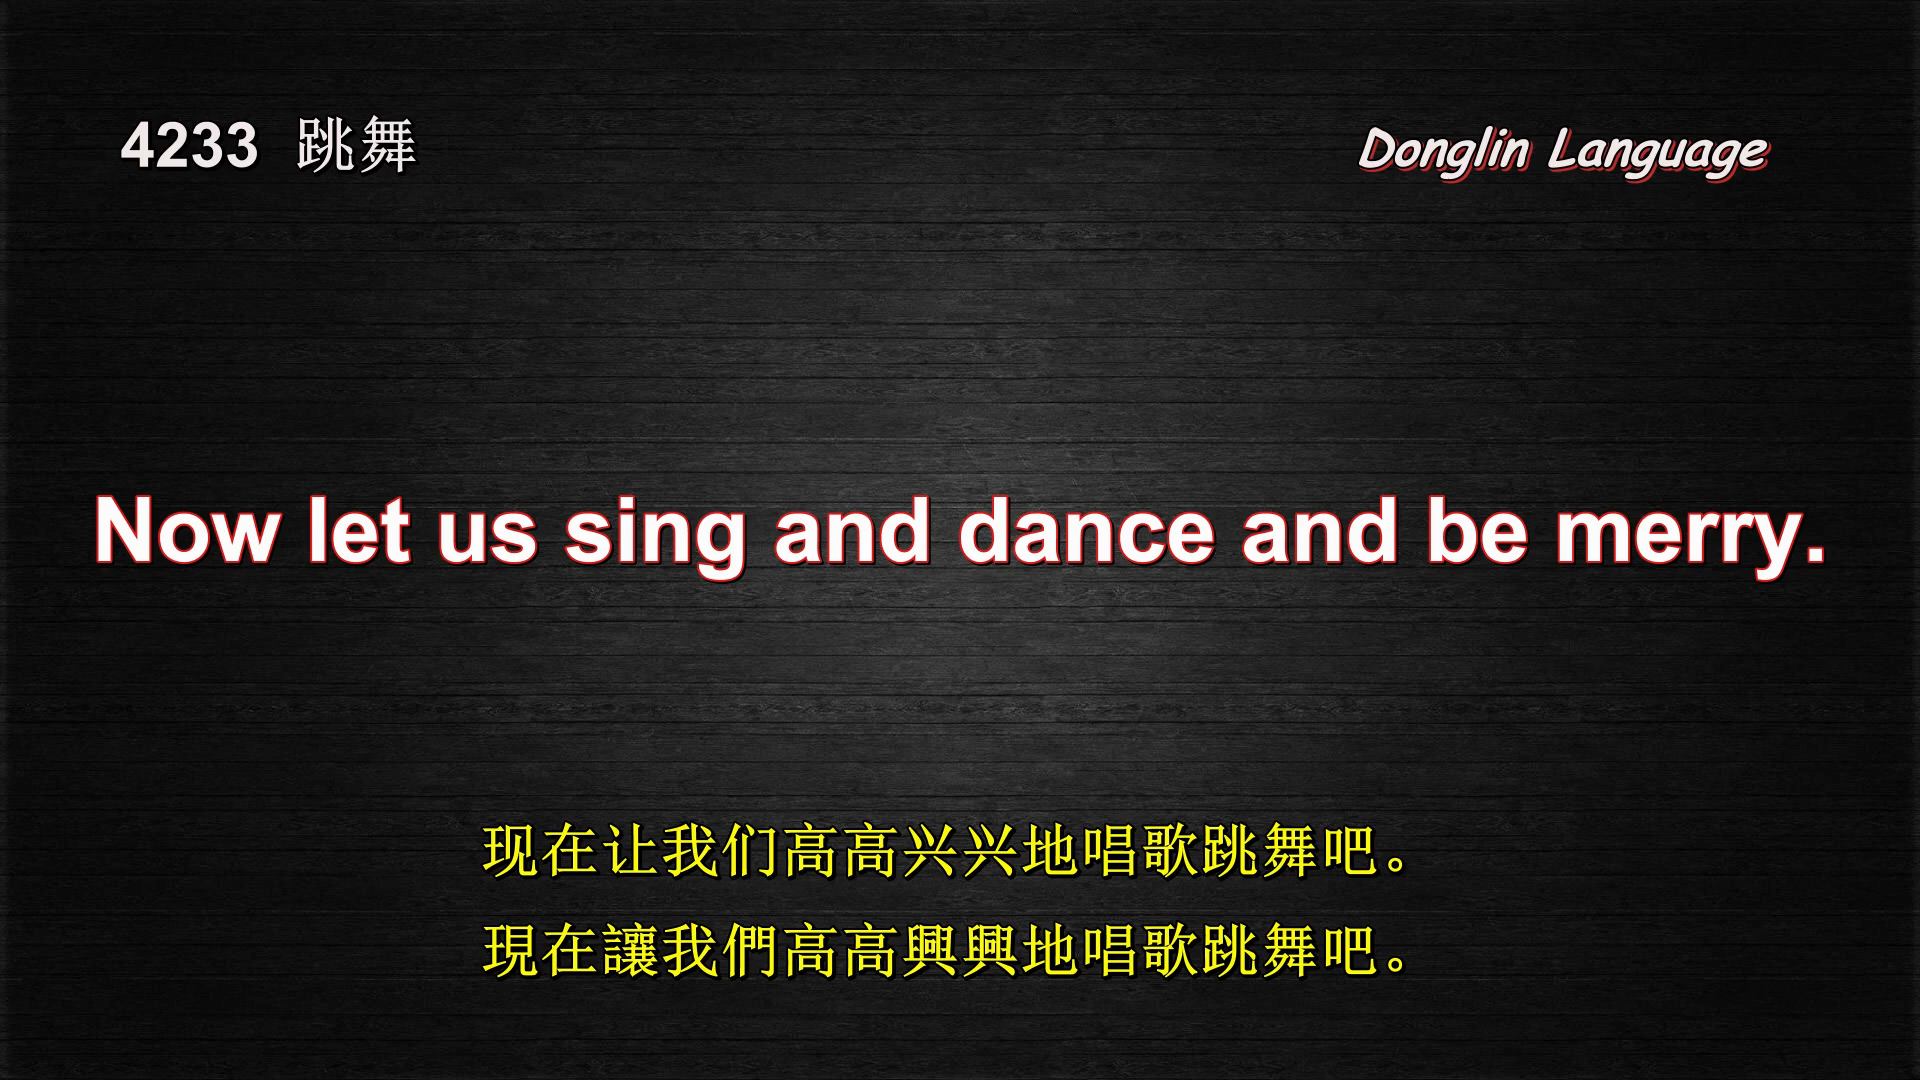 4233 跳舞
Donglin Language
Now let us sing and dance and be merry.
现在让我们高高兴兴地唱歌跳舞吧。
現在讓我們高高興興地唱歌跳舞吧。